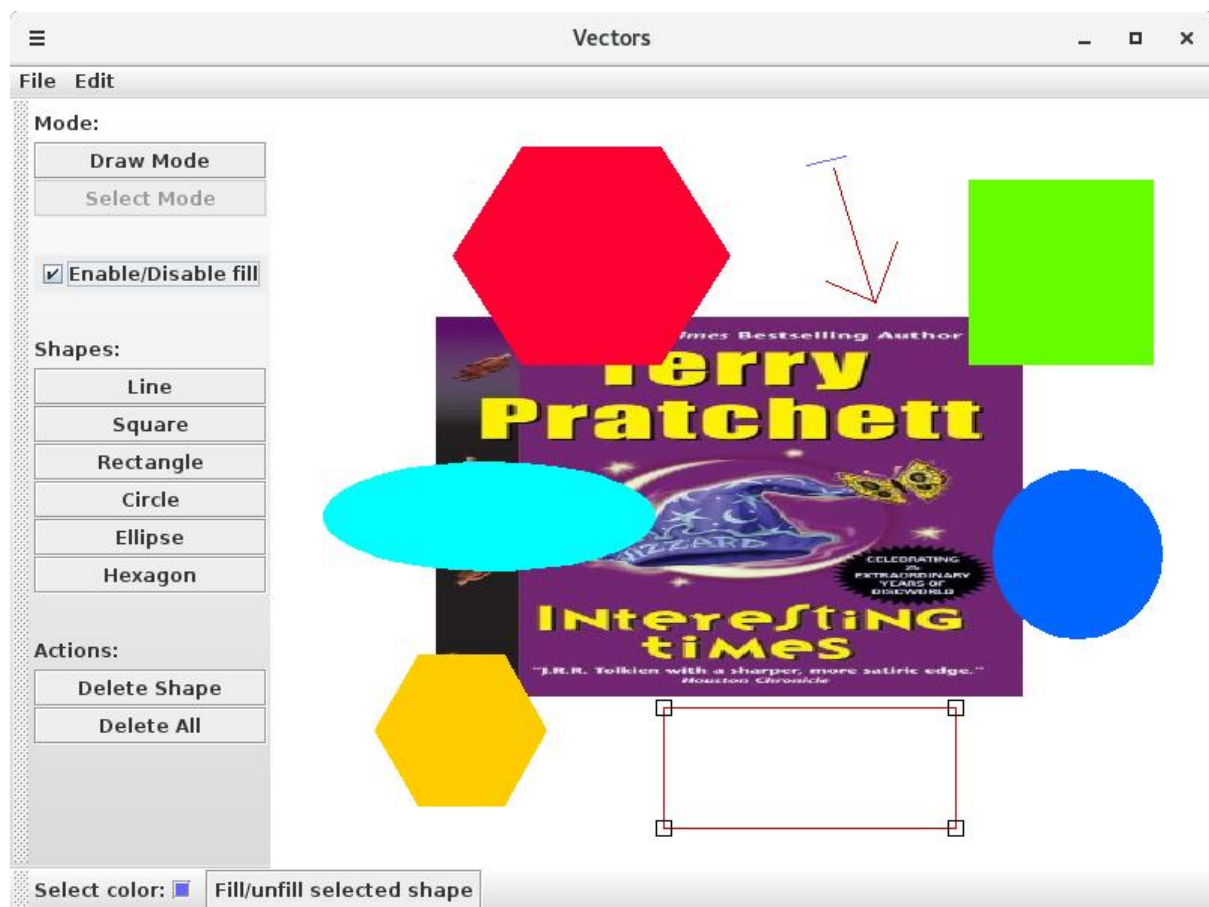 Vectors
File Edit
Mode:
Draw Mode
Select Mode
Enable/Disable fill
Shapes:
Line
Square
Rectangle
Circle
Ellipse
Hexagon
Actions:
Delete Shape
Delete All
Times Bestselling Author
Terry
Pratchett
WIZZARD
CELEBRATING
25
EXTRAORDINARY
YEARS OF
DISCWORLD
INtereſtiNG
tiMes
"J.R.R. Tolkien with a sharper, more satiric edge."
Houston Chronicle
Select color:
Fill/unfill selected shape